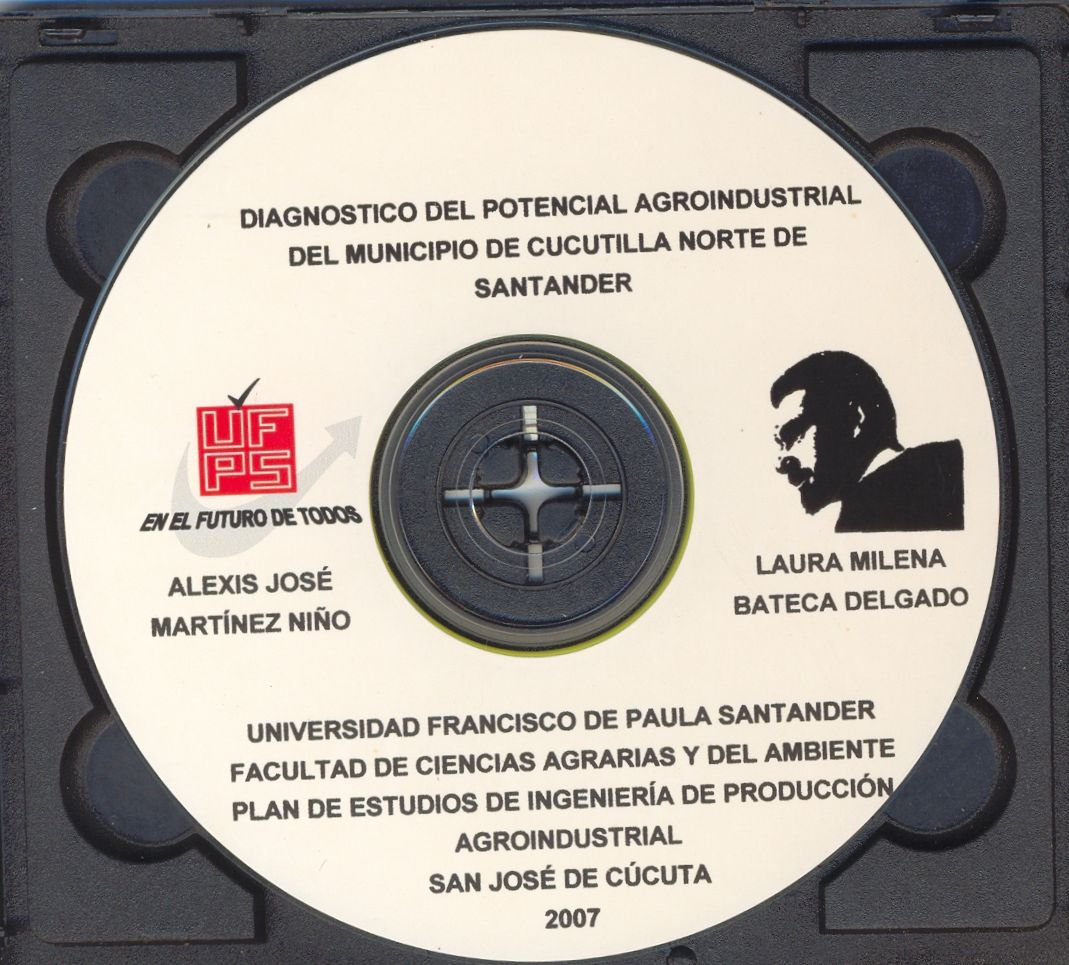 DIAGNOSTICO DEL POTENCIAL AGROINDUSTRIAL
DEL MUNICIPIO DE CUCUTILLA NORTE DE
SANTANDER
UF
PS
EN EL FUTURO DE TODOS
ALEXIS JOSÉ
MARTÍNEZ NIÑO
LAURA MILENA
BATECA DELGADO
UNIVERSIDAD FRANCISCO DE PAULA SANTANDER
FACULTAD DE CIENCIAS AGRARIAS Y DEL AMBIENTE
PLAN DE ESTUDIOS DE INGENIERÍA DE PRODUCCIÓN
AGROINDUSTRIAL
SAN JOSÉ DE CÚCUTA
2007